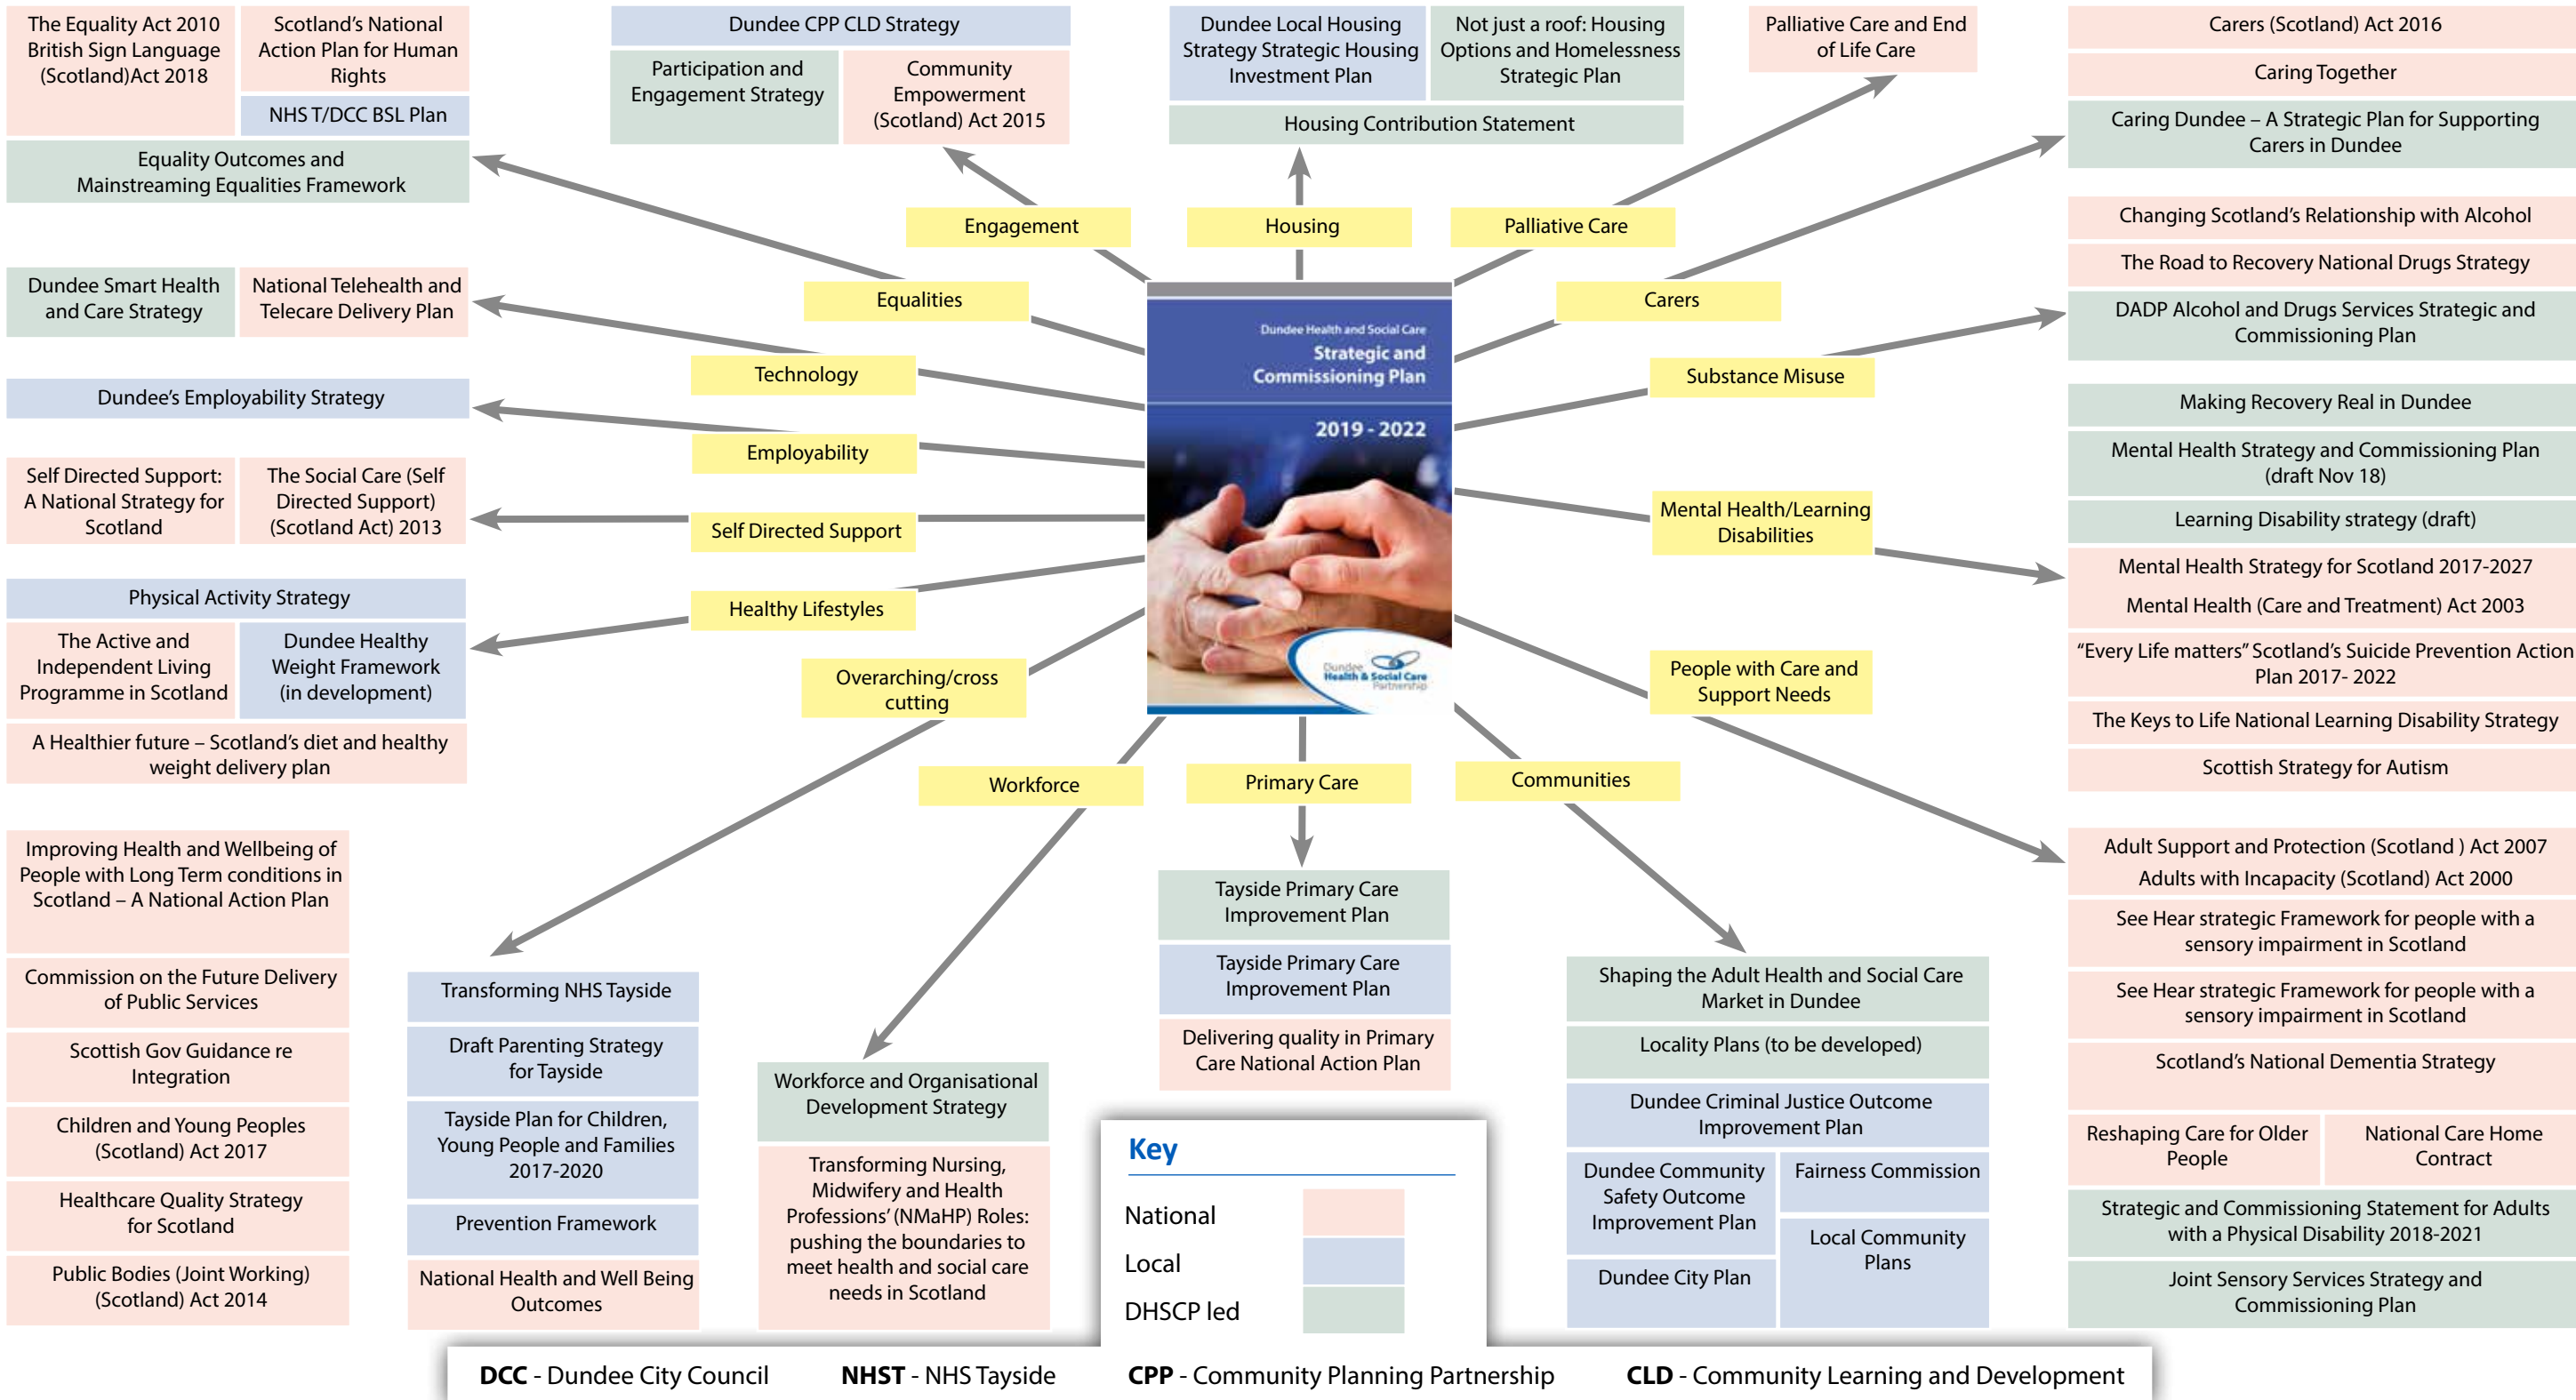 The Equality Act 2010
British Sign Language
(Scotland)Act 2018
Scotland’s National
Action Plan for Human
Rights
NHS T/DCC BSL Plan
Equality Outcomes and
Mainstreaming Equalities Framework
Dundee CPP CLD Strategy
Participation and
Engagement Strategy
Community
Empowerment
(Scotland) Act 2015
Dundee Local Housing
Strategy Strategic Housing
Investment Plan
Not just a roof: Housing
Options and Homelessness
Strategic Plan
Housing Contribution Statement
Palliative Care and End
of Life Care
Carers (Scotland) Act 2016
Caring Together
Caring Dundee – A Strategic Plan for Supporting
Carers in Dundee
Engagement
Housing
Palliative Care
Equalities
Carers
Technology
Substance Misuse
Employability
Self Directed Support
Mental Health/Learning
Disabilities
Healthy Lifestyles
Overarching/cross
cutting
People with Care and
Support Needs
Workforce
Primary Care
Communities
Dundee Health and Social Care
Strategic and
Commissioning Plan
2019 - 2022
Dundee
Health & Social Care
Partnership
Dundee Smart Health
and Care Strategy
National Telehealth and
Telecare Delivery Plan
Dundee’s Employability Strategy
Self Directed Support:
A National Strategy for
Scotland
The Social Care (Self
Directed Support)
(Scotland Act) 2013
Physical Activity Strategy
The Active and
Independent Living
Programme in Scotland
Dundee Healthy
Weight Framework
(in development)
A Healthier future – Scotland’s diet and healthy
weight delivery plan
Changing Scotland’s Relationship with Alcohol
The Road to Recovery National Drugs Strategy
DADP Alcohol and Drugs Services Strategic and
Commissioning Plan
Making Recovery Real in Dundee
Mental Health Strategy and Commissioning Plan
(draft Nov 18)
Learning Disability strategy (draft)
Mental Health Strategy for Scotland 2017-2027
Mental Health (Care and Treatment) Act 2003
“Every Life matters” Scotland’s Suicide Prevention Action
Plan 2017- 2022
The Keys to Life National Learning Disability Strategy
Scottish Strategy for Autism
Improving Health and Wellbeing of
People with Long Term conditions in
Scotland – A National Action Plan
Commission on the Future Delivery
of Public Services
Scottish Gov Guidance re
Integration
Children and Young Peoples
(Scotland) Act 2017
Healthcare Quality Strategy
for Scotland
Public Bodies (Joint Working)
(Scotland) Act 2014
Transforming NHS Tayside
Draft Parenting Strategy
for Tayside
Tayside Plan for Children,
Young People and Families
2017-2020
Prevention Framework
National Health and Well Being
Outcomes
Workforce and Organisational
Development Strategy
Transforming Nursing,
Midwifery and Health
Professions’ (NMaHP) Roles:
pushing the boundaries to
meet health and social care
needs in Scotland
Tayside Primary Care
Improvement Plan
Tayside Primary Care
Improvement Plan
Delivering quality in Primary
Care National Action Plan
Shaping the Adult Health and Social Care
Market in Dundee
Locality Plans (to be developed)
Dundee Criminal Justice Outcome
Improvement Plan
Dundee Community
Safety Outcome
Improvement Plan
Fairness Commission
Dundee City Plan
Local Community
Plans
Adult Support and Protection (Scotland ) Act 2007
Adults with Incapacity (Scotland) Act 2000
See Hear strategic Framework for people with a
sensory impairment in Scotland
See Hear strategic Framework for people with a
sensory impairment in Scotland
Scotland’s National Dementia Strategy
Reshaping Care for Older
People
National Care Home
Contract
Strategic and Commissioning Statement for Adults
with a Physical Disability 2018-2021
Joint Sensory Services Strategy and
Commissioning Plan
Key
National
Local
DHSCP led
DCC - Dundee City Council
NHST - NHS Tayside
CPP - Community Planning Partnership
CLD - Community Learning and Development